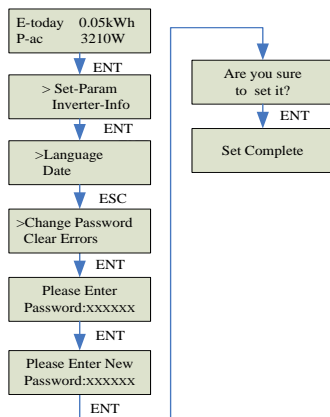 E-today 0.05kWh
P-ac 3210W
ENT
> Set-Param
Inverter-Info
ENT
>Language
Date
ESC
>Change Password
Clear Errors
ENT
Please Enter
Password:xxxxxx
ENT
Please Enter New
Password:xxxxxx
ENT
Are you sure
to set it?
ENT
Set Complete